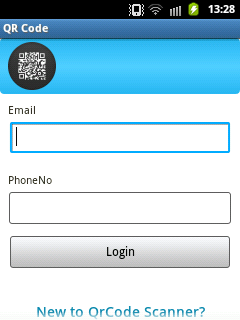 13:28
QR Code
Email
PhoneNo
Login
New to QrCode Scanner?